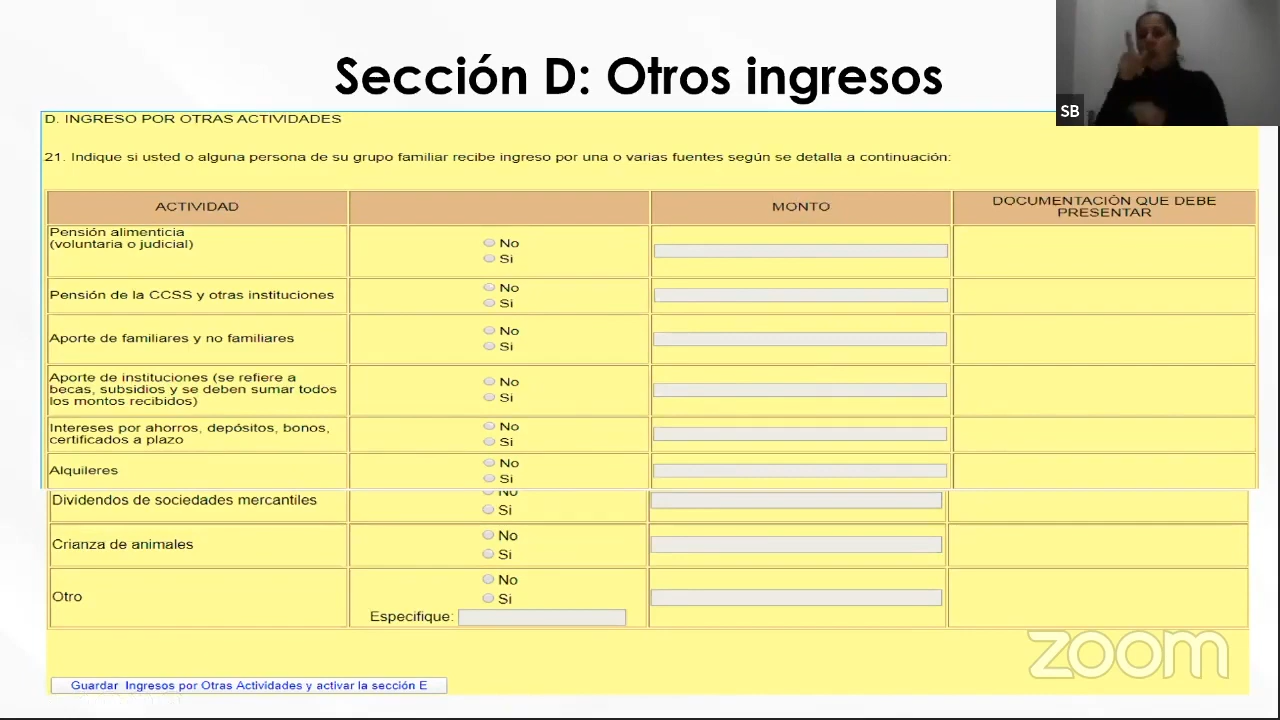 Sección D: Otros ingresos
SB
D. INGRESO POR OTRAS ACTIVIDADES
21. Indique si usted o alguna persona de su grupo familiar recibe ingreso por una o varias fuentes según se detalla a continuación:
ACTIVIDAD
MONTO
DOCUMENTACIÓN QUE DEBE
PRESENTAR
Pensión alimenticia
(voluntaria o judicial)
No
Si
Pensión de la CCSS y otras instituciones
No
Si
Aporte de familiares y no familiares
No
Si
Aporte de instituciones (se refiere a
becas, subsidios y se deben sumar todos
los montos recibidos)
No
Si
Intereses por ahorros, depósitos, bonos,
certificados a plazo
No
Si
Alquileres
No
Si
Dividendos de sociedades mercantiles
No
Si
Crianza de animales
No
Si
Otro
No
Si
Especifique:
zoom
Guardar Ingresos por Otras Actividades y activar la sección E